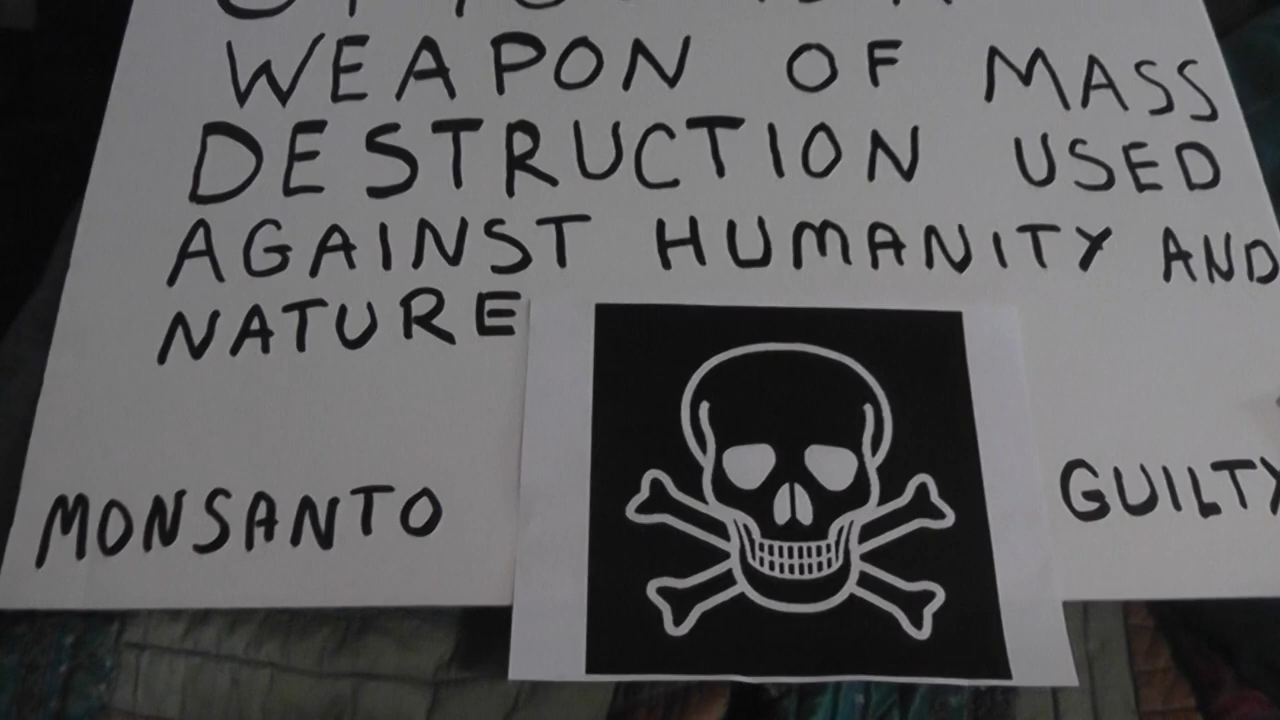 WEAPON OF MASS
DESTRUCTION USED
AGAINST HUMANITY AND
NATURE
MONSANTO GUILTY